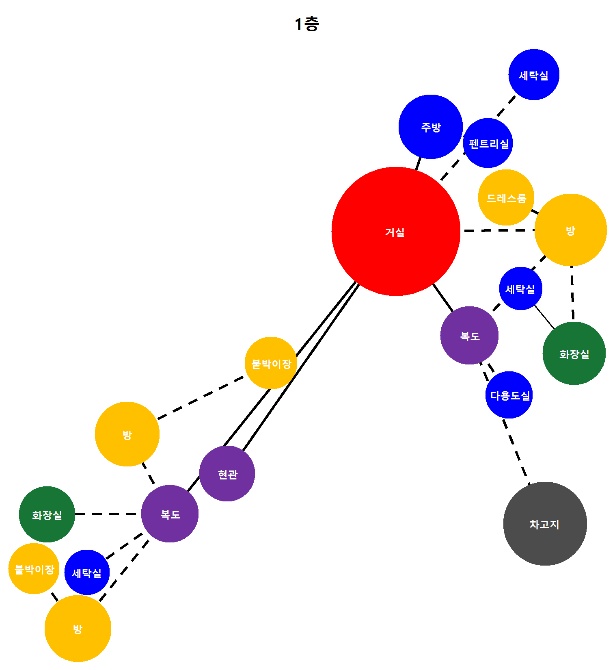 1층
세탁실
주방
펜트리실
드레스룸
거실
방
세탁실
복도
화장실
붙박이장
다용도실
방
현관
복도
화장실
차고지
붙박이장
세탁실
방